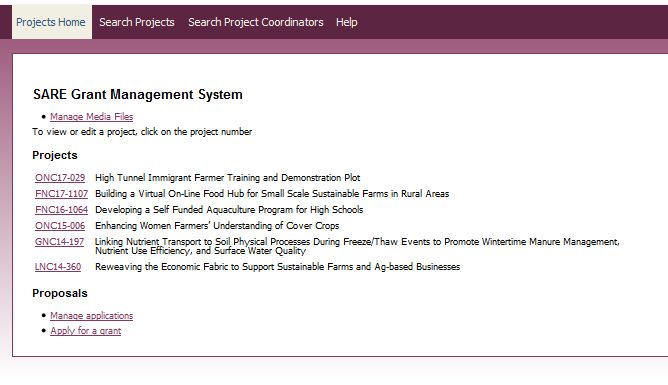 Projects Home Search Projects Search Project Coordinators Help
SARE Grant Management System
• Manage Media Files
To view or edit a project, click on the project number
Projects
ONC17-029 High Tunnel Immigrant Farmer Training and Demonstration Plot
FNC17-1107 Building a Virtual On-Line Food Hub for Small Scale Sustainable Farms in Rural Areas
FNC16-1064 Developing a Self Funded Aquaculture Program for High Schools
ONC15-006 Enhancing Women Farmers' Understanding of Cover Crops
GNC14-197 Linking Nutrient Transport to Soil Physical Processes During Freeze/Thaw Events to Promote Wintertime Manure Management,
Nutrient Use Efficiency, and Surface Water Quality
LNC14-360 Reweaving the Economic Fabric to Support Sustainable Farms and Ag-based Businesses
Proposals
• Manage applications
• Apply for a grant